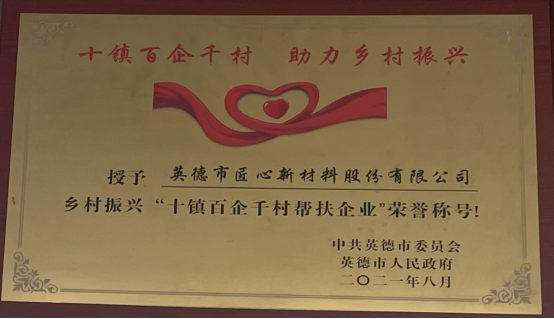 十镇百企千村 助力乡村振兴
授予 英德市匠心新材料股份有限公司
乡村振兴“十镇百企千村帮扶企业”荣誉称号!
中共英德市委员会
英德市人民政府
二〇二一年八月